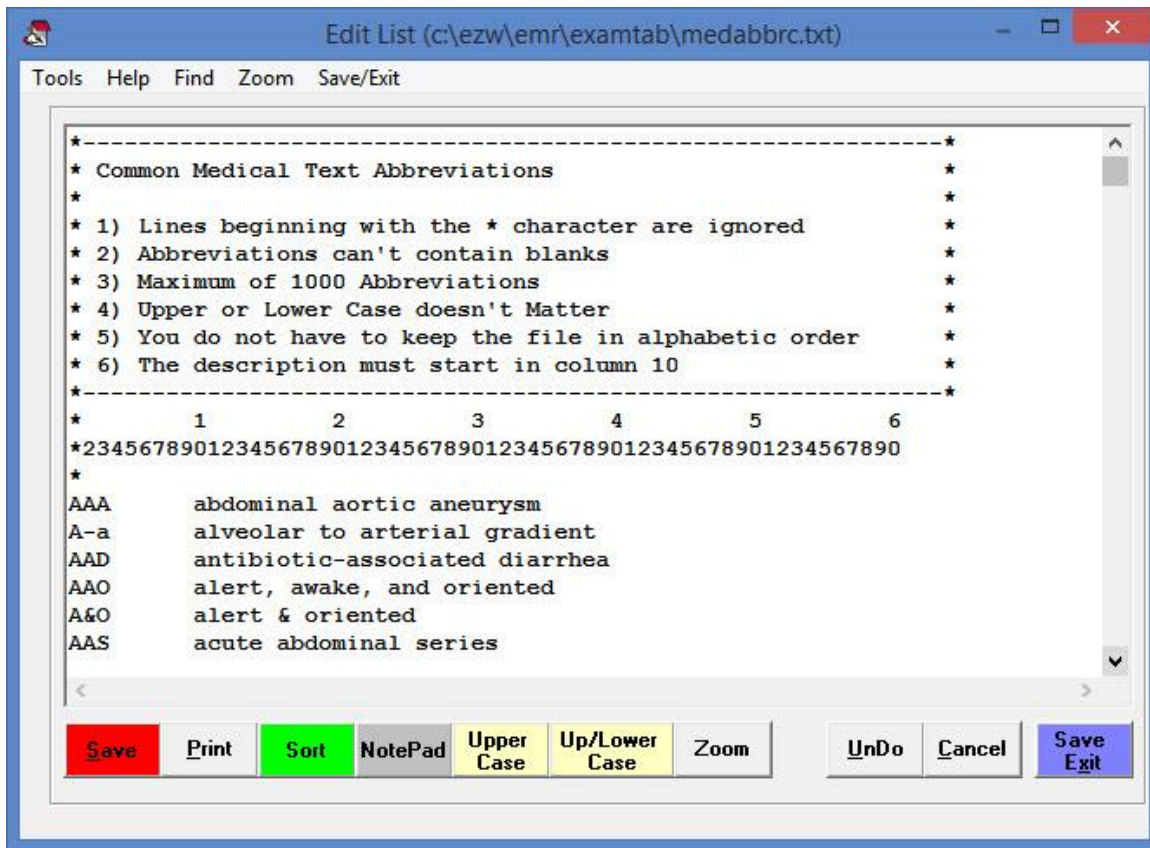 Edit List (c:\ezw\emr\examtab\medabbrc.txt)
Tools Help Find Zoom Save/Exit
*--------------------------------------------------------------*
* Common Medical Text Abbreviations                            *
*                                                              *
* 1) Lines beginning with the * character are ignored          *
* 2) Abbreviations can't contain blanks                        *
* 3) Maximum of 1000 Abbreviations                             *
* 4) Upper or Lower Case doesn't Matter                        *
* 5) You do not have to keep the file in alphabetic order      *
* 6) The description must start in column 10                   *
*--------------------------------------------------------------*
*        1         2         3         4         5         6
*23456789012345678901234567890123456789012345678901234567890
*
AAA      abdominal aortic aneurysm
A-a      alveolar to arterial gradient
AAD      antibiotic-associated diarrhea
AAO      alert, awake, and oriented
A&O      alert & oriented
AAS      acute abdominal series
Save Print Sort NotePad Upper Case Up/Lower Case Zoom UnDo Cancel Save Exit